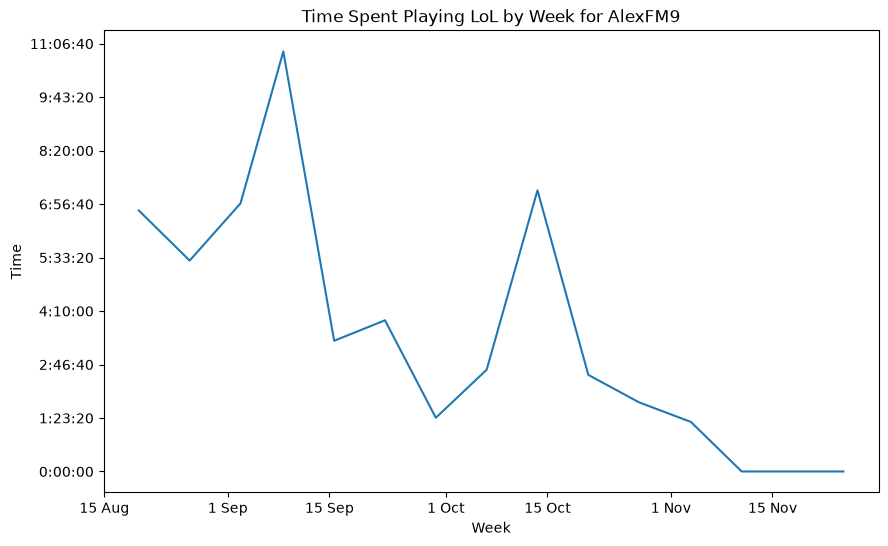 Time Spent Playing LoL by Week for AlexFM9
11:06:40
9:43:20
8:20:00
6:56:40
5:33:20
4:10:00
2:46:40
1:23:20
0:00:00
Time
15 Aug 1 Sep 15 Sep 1 Oct 15 Oct 1 Nov 15 Nov
Week